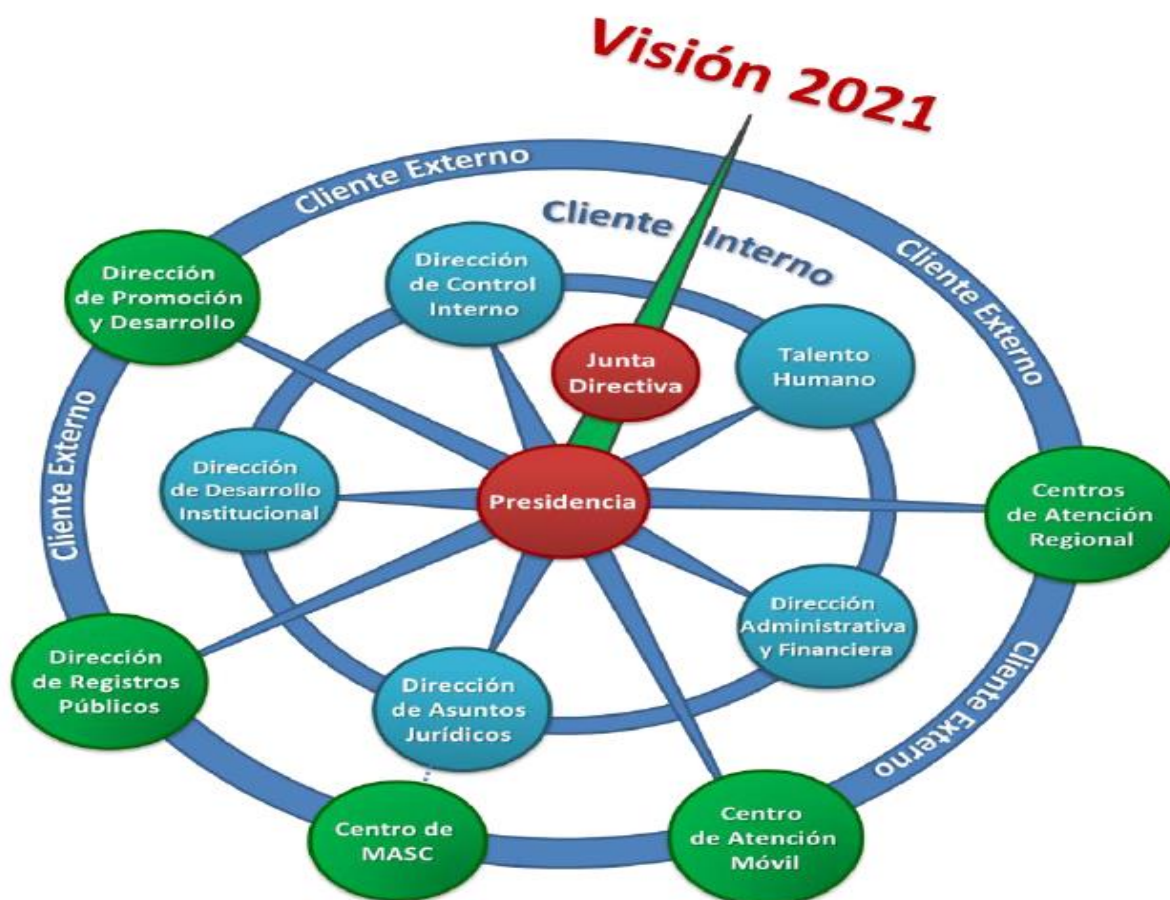 Visión 2021
Cliente Externo
Cliente Interno
Cliente Externo
Cliente Externo
Cliente Externo
Dirección
de Promoción
y Desarrollo
Dirección
de Control
Interno
Junta
Directiva
Talento
Humano
Dirección
de Desarrollo
Institucional
Presidencia
Centros
de Atención
Regional
Dirección
Administrativa
y Financiera
Dirección
de Registros
Públicos
Dirección
de Asuntos
Jurídicos
Centro de
MASC
Centro
de Atención
Móvil